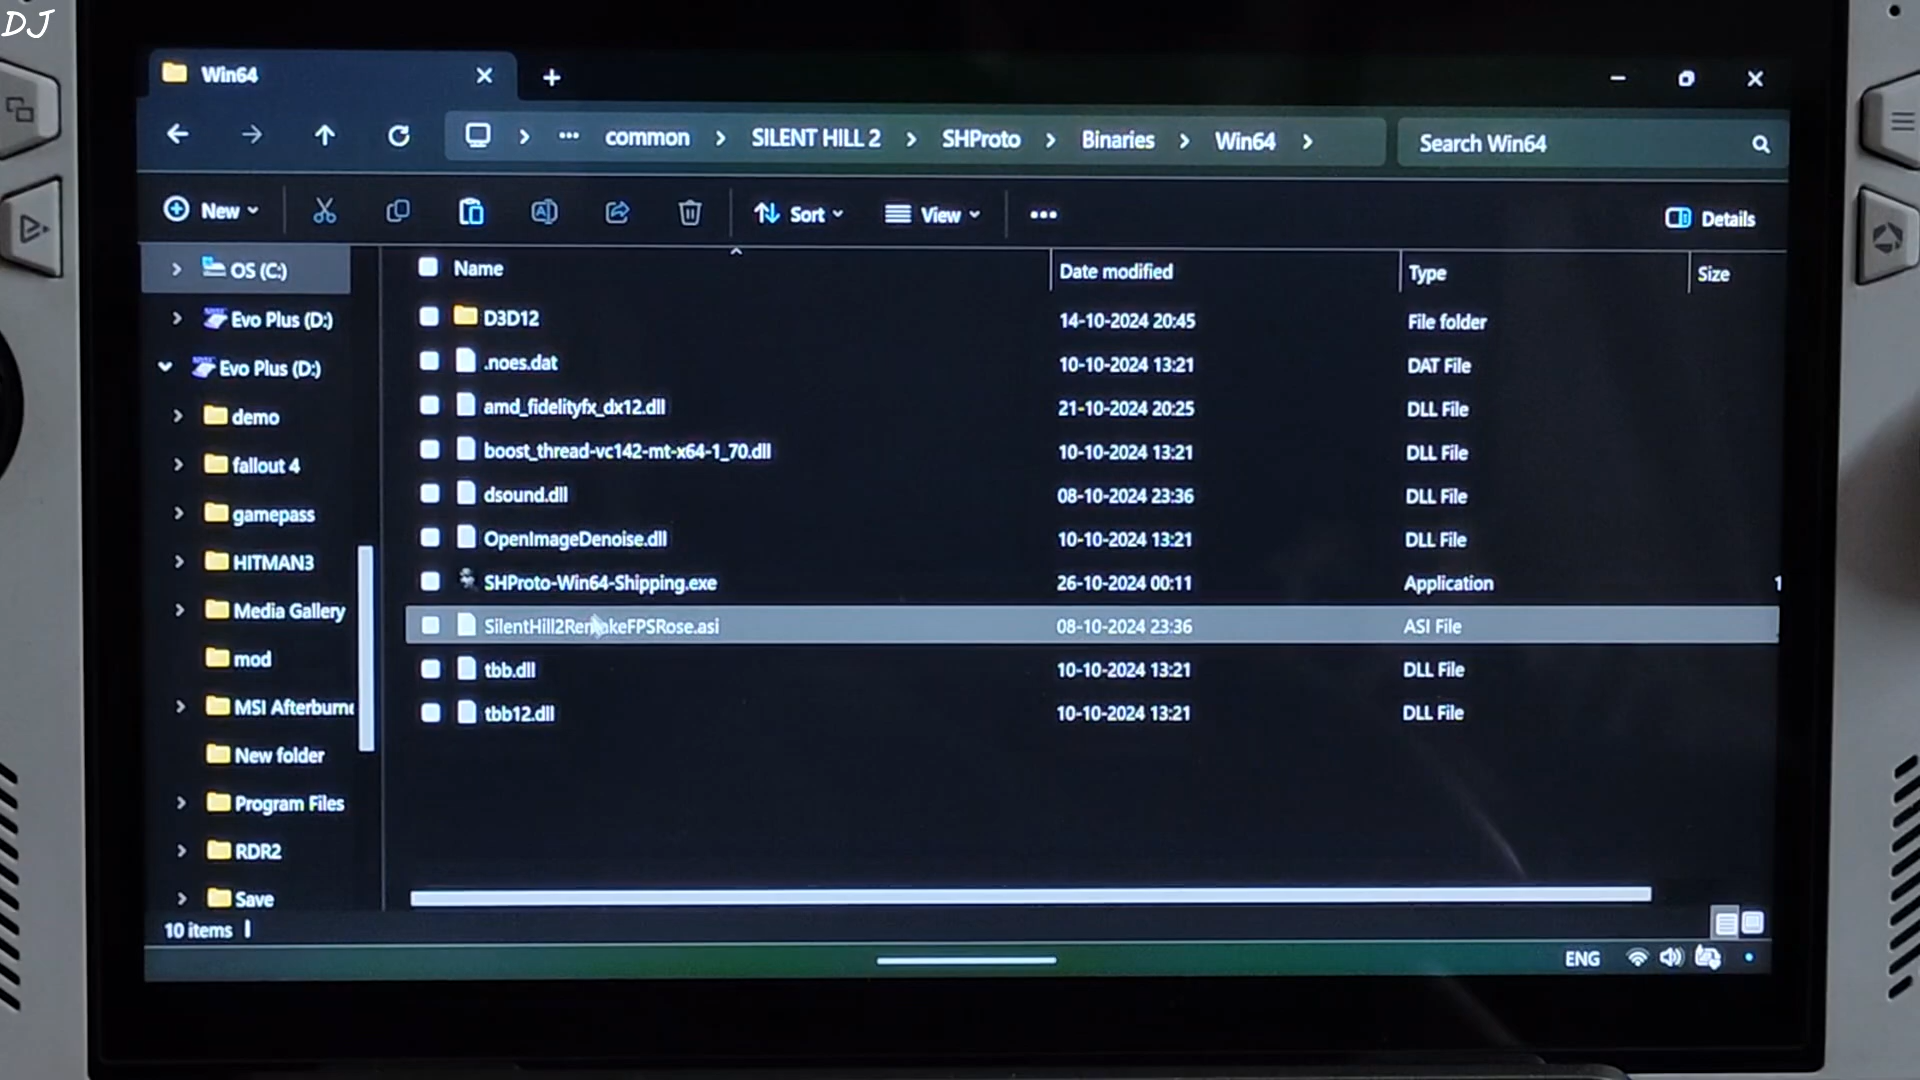 DJ
Win64
common SILENT HILL 2 SHProto Binaries Win64 Search Win64
New Sort View Details
Name Date modified Type Size
OS (C:)
Evo Plus (D:)
Evo Plus (D:)
demo
fallout 4
gamepass
HITMAN3
Media Gallery
mod
MSI Afterburne
New folder
Program Files
RDR2
Save
D3D12 14-10-2024 20:45 File folder
.noes.dat 10-10-2024 13:21 DAT File
amd_fidelityfx_dx12.dll 21-10-2024 20:25 DLL File
boost_thread-vc142-mt-x64-1_70.dll 10-10-2024 13:21 DLL File
dsound.dll 08-10-2024 23:36 DLL File
OpenImageDenoise.dll 10-10-2024 13:21 DLL File
SHProto-Win64-Shipping.exe 26-10-2024 00:11 Application 1
SilentHill2RemakeFPSRose.asi 08-10-2024 23:36 ASI File
tbb.dll 10-10-2024 13:21 DLL File
tbb12.dll 10-10-2024 13:21 DLL File
10 items
ENG